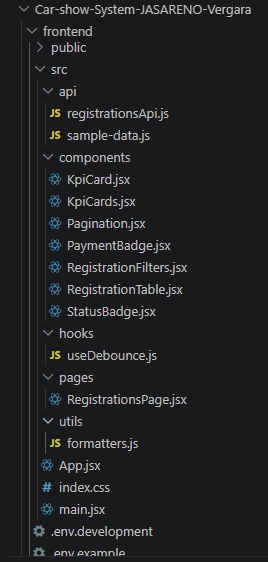 Car-show-System-JASARENO-Vergara
frontend
public
src
api
JS registrationsApi.js
JS sample-data.js
components
KpiCard.jsx
KpiCards.jsx
Pagination.jsx
PaymentBadge.jsx
RegistrationFilters.jsx
RegistrationTable.jsx
StatusBadge.jsx
hooks
JS useDebounce.js
pages
RegistrationsPage.jsx
utils
JS formatters.js
App.jsx
# index.css
main.jsx
.env.development
.env.example